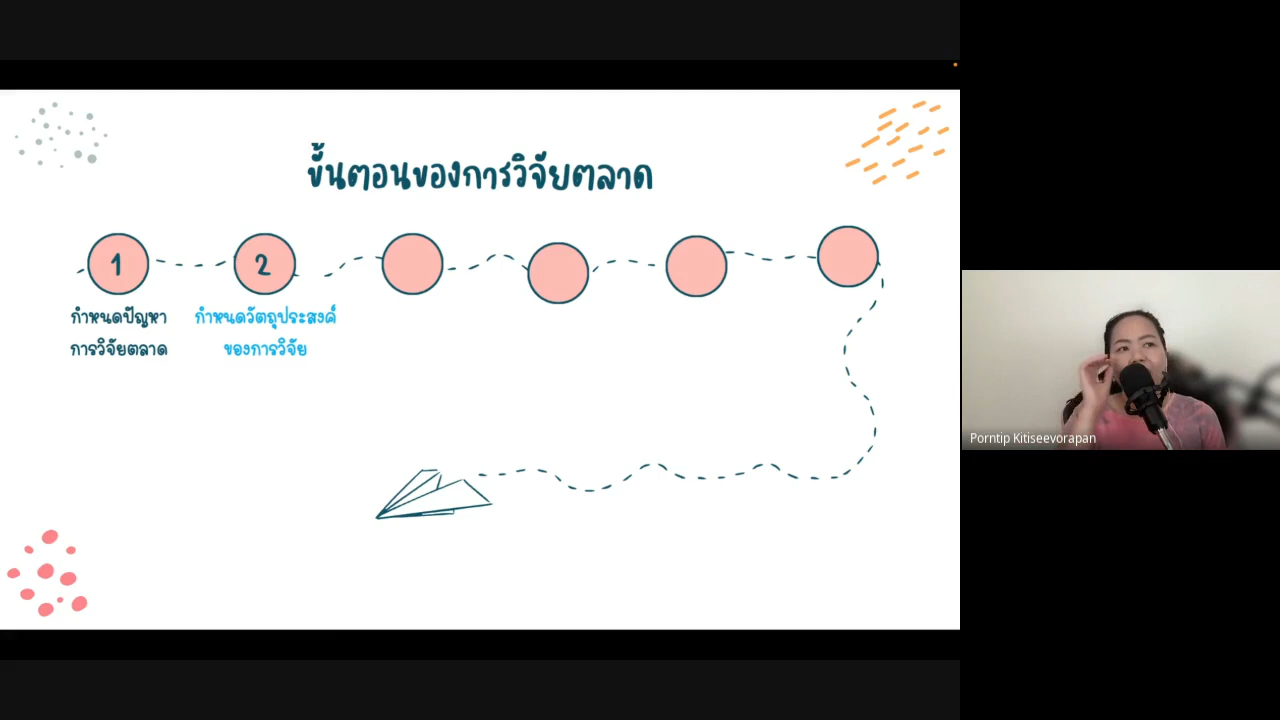 ขั้นตอนของการวิจัยตลาด
1
2
กำหนดปัญหา
การวิจัยตลาด
กำหนดวัตถุประสงค์
ของการวิจัย
Porntip Kitiseevorapan